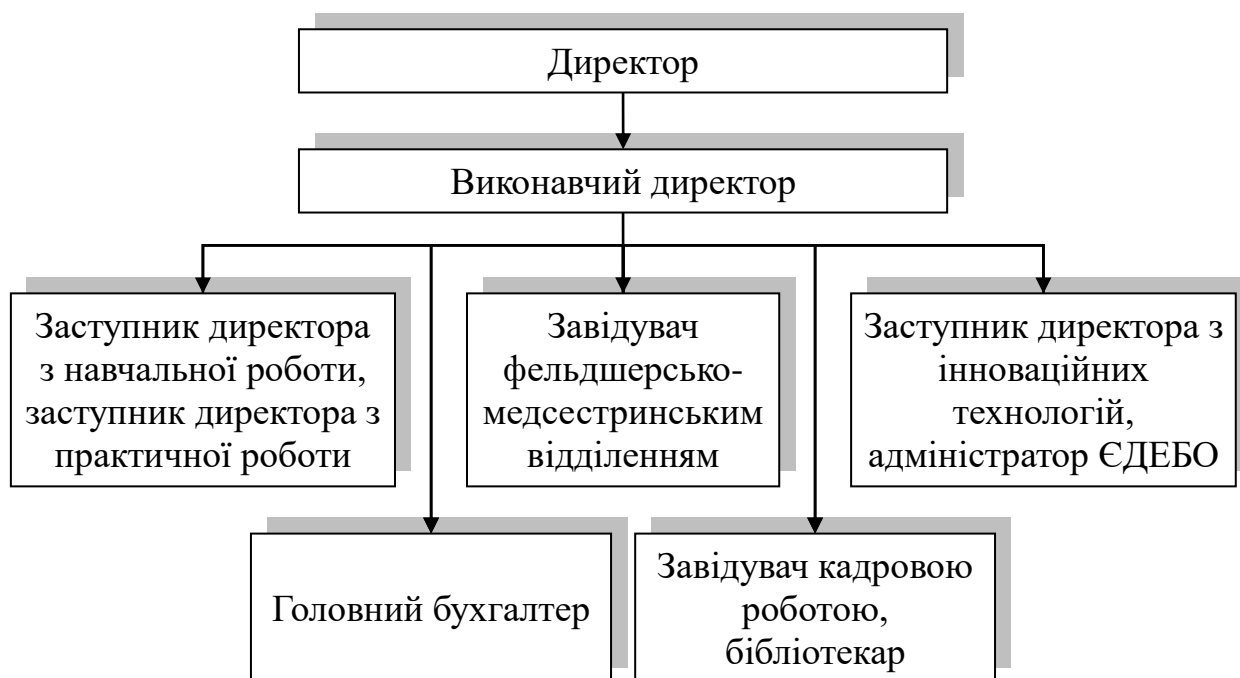 Директор
Виконавчий директор
Заступник директора
з навчальної роботи,
заступник директора з
практичної роботи
Завідувач
фельдшерсько-
медсестринським
відділенням
Заступник директора з
інноваційних
технологій,
адміністратор ЄДЕБО
Головний бухгалтер
Завідувач кадровою
роботою,
бібліотекар